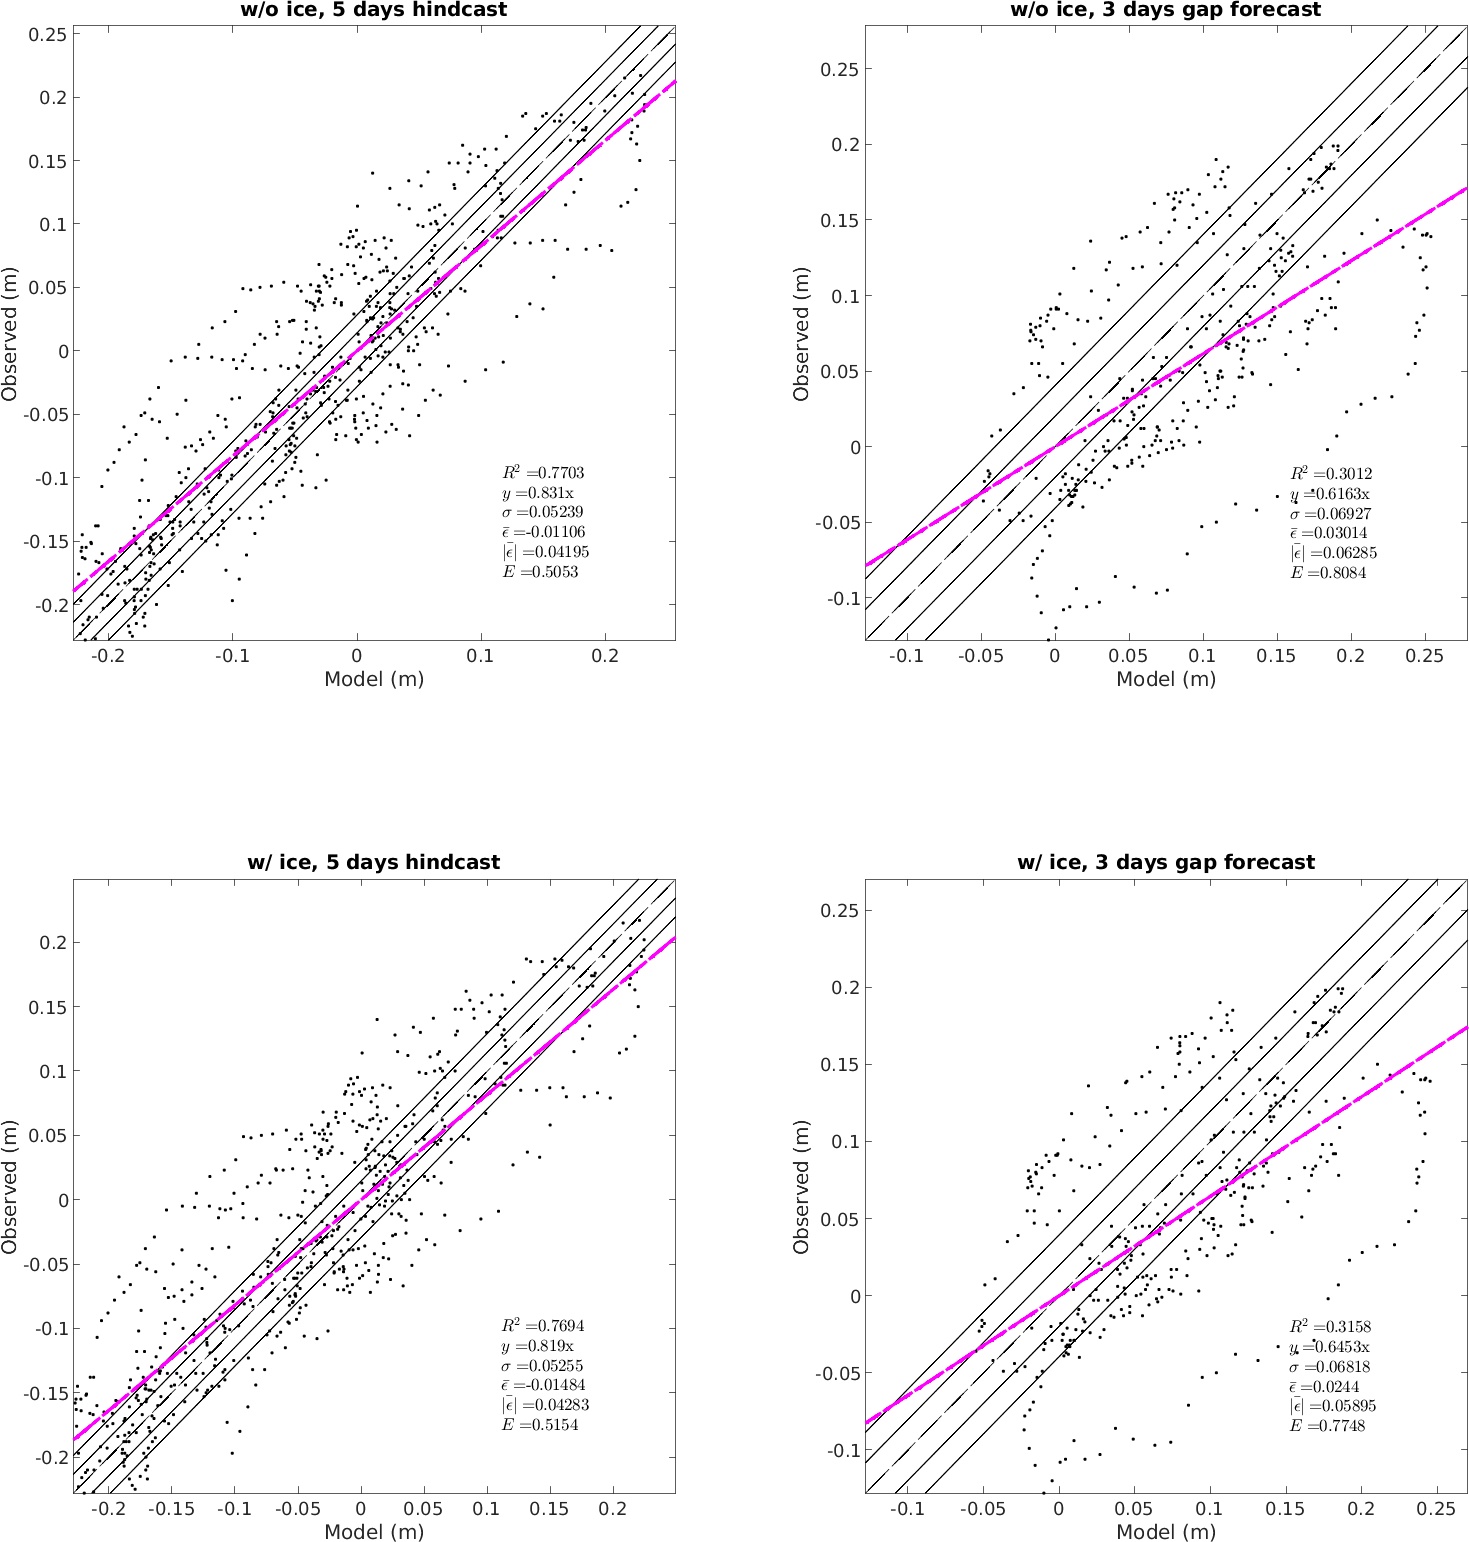 w/o ice, 5 days hindcast
0.25
0.2
0.15
0.1
0.05
0
-0.05
-0.1
-0.15
-0.2
Observed (m)
R² =0.7703
y =0.831x
σ =0.05239
ϵ̄ =-0.01106
|ϵ̄| =0.04195
E =0.5053
-0.2 -0.1 0 0.1 0.2
Model (m)
w/o ice, 3 days gap forecast
0.25
0.2
0.15
0.1
0.05
0
-0.05
-0.1
Observed (m)
R² =0.3012
y =0.6163x
σ =0.06927
ϵ̄ =0.03014
|ϵ̄| =0.06285
E =0.8084
-0.1 -0.05 0 0.05 0.1 0.15 0.2 0.25
Model (m)
w/ ice, 5 days hindcast
0.2
0.15
0.1
0.05
0
-0.05
-0.1
-0.15
-0.2
Observed (m)
R² =0.7694
y =0.819x
σ =0.05255
ϵ̄ =-0.01484
|ϵ̄| =0.04283
E =0.5154
-0.2 -0.15 -0.1 -0.05 0 0.05 0.1 0.15 0.2
Model (m)
w/ ice, 3 days gap forecast
0.25
0.2
0.15
0.1
0.05
0
-0.05
-0.1
Observed (m)
R² =0.3158
y =0.6453x
σ =0.06818
ϵ̄ =0.0244
|ϵ̄| =0.05895
E =0.7748
-0.1 -0.05 0 0.05 0.1 0.15 0.2 0.25
Model (m)